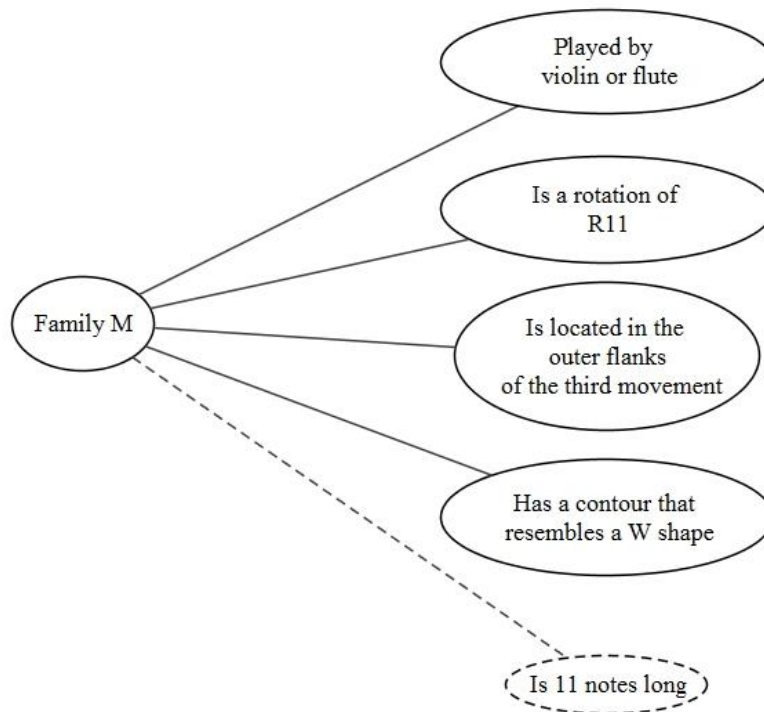 Played by
violin or flute
Is a rotation of
R11
Family M
Is located in the
outer flanks
of the third movement
Has a contour that
resembles a W shape
Is 11 notes long